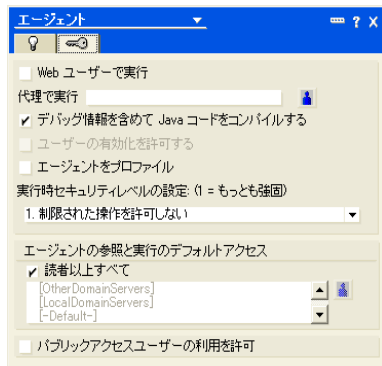 エージェント
? X
Web ユーザーで実行
代理で実行
デバッグ情報を含めて Java コードをコンパイルする
ユーザーの有効化を許可する
エージェントをプロファイル
実行時セキュリティレベルの設定: (1 = もっとも強固)
1. 制限された操作を許可しない
エージェントの参照と実行のデフォルトアクセス
読者以上すべて
[OtherDomainServers]
[LocalDomainServers]
[-Default-]
パブリックアクセスユーザーの利用を許可